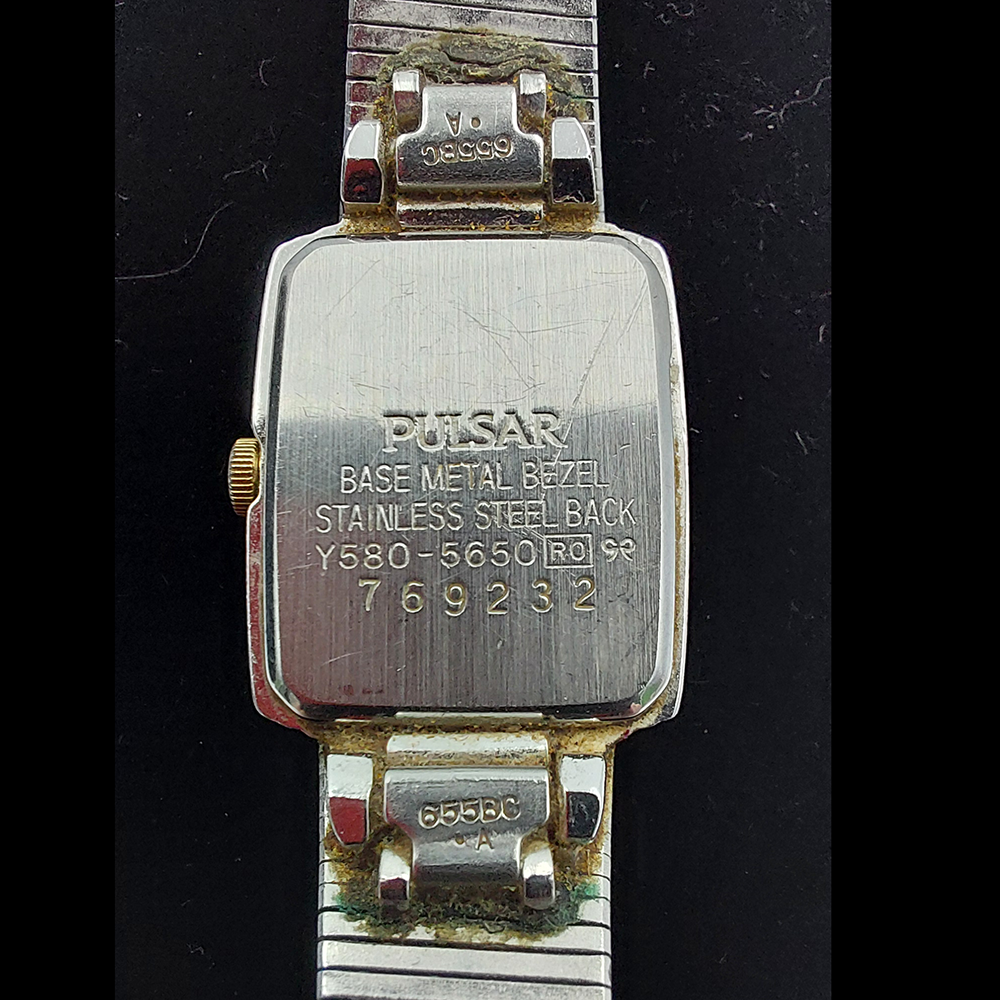 655BC
• A
PULSAR
BASE METAL BEZEL
STAINLESS STEEL BACK
Y580-5650 RO
769232
655BC
• A